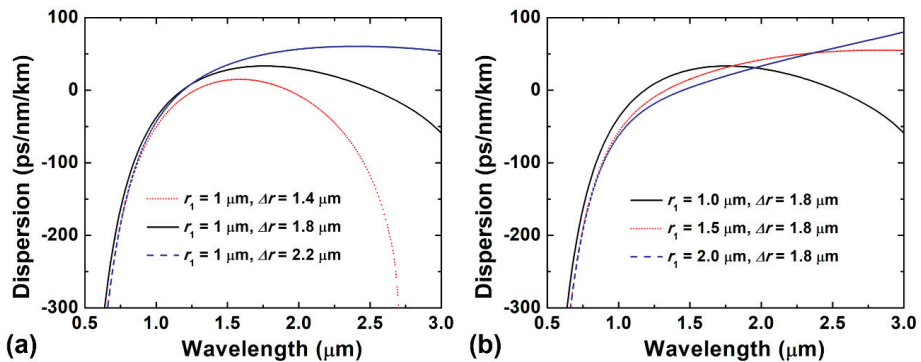 100
0
-100
-200
-300
Dispersion (ps/nm/km)
r₁ = 1 μm, Δr = 1.4 μm
r₁ = 1 μm, Δr = 1.8 μm
r₁ = 1 μm, Δr = 2.2 μm
0.5 1.0 1.5 2.0 2.5 3.0
Wavelength (μm)
(a)
100
0
-100
-200
-300
Dispersion (ps/nm/km)
r₁ = 1.0 μm, Δr = 1.8 μm
r₁ = 1.5 μm, Δr = 1.8 μm
r₁ = 2.0 μm, Δr = 1.8 μm
0.5 1.0 1.5 2.0 2.5 3.0
Wavelength (μm)
(b)